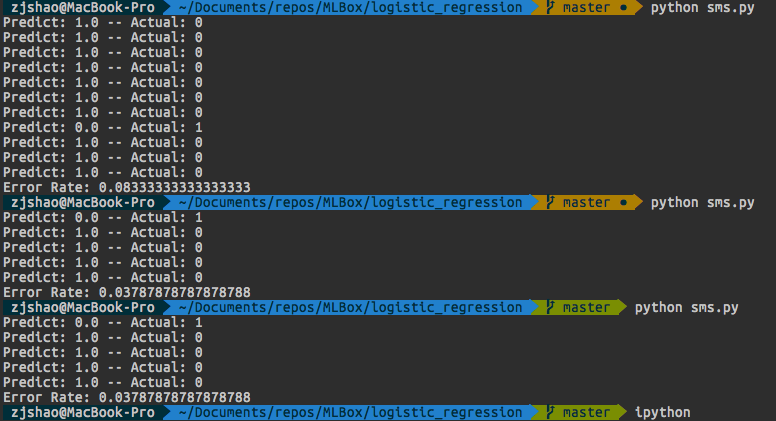 zjshao@MacBook-Pro ~/Documents/repos/MLBox/logistic_regression master ● python sms.py
Predict: 1.0 -- Actual: 0
Predict: 1.0 -- Actual: 0
Predict: 1.0 -- Actual: 0
Predict: 1.0 -- Actual: 0
Predict: 1.0 -- Actual: 0
Predict: 1.0 -- Actual: 0
Predict: 1.0 -- Actual: 0
Predict: 0.0 -- Actual: 1
Predict: 1.0 -- Actual: 0
Predict: 1.0 -- Actual: 0
Predict: 1.0 -- Actual: 0
Error Rate: 0.08333333333333333
zjshao@MacBook-Pro ~/Documents/repos/MLBox/logistic_regression master ● python sms.py
Predict: 0.0 -- Actual: 1
Predict: 1.0 -- Actual: 0
Predict: 1.0 -- Actual: 0
Predict: 1.0 -- Actual: 0
Predict: 1.0 -- Actual: 0
Error Rate: 0.03787878787878788
zjshao@MacBook-Pro ~/Documents/repos/MLBox/logistic_regression master python sms.py
Predict: 0.0 -- Actual: 1
Predict: 1.0 -- Actual: 0
Predict: 1.0 -- Actual: 0
Predict: 1.0 -- Actual: 0
Predict: 1.0 -- Actual: 0
Error Rate: 0.03787878787878788
zjshao@MacBook-Pro ~/Documents/repos/MLBox/logistic_regression master ipython